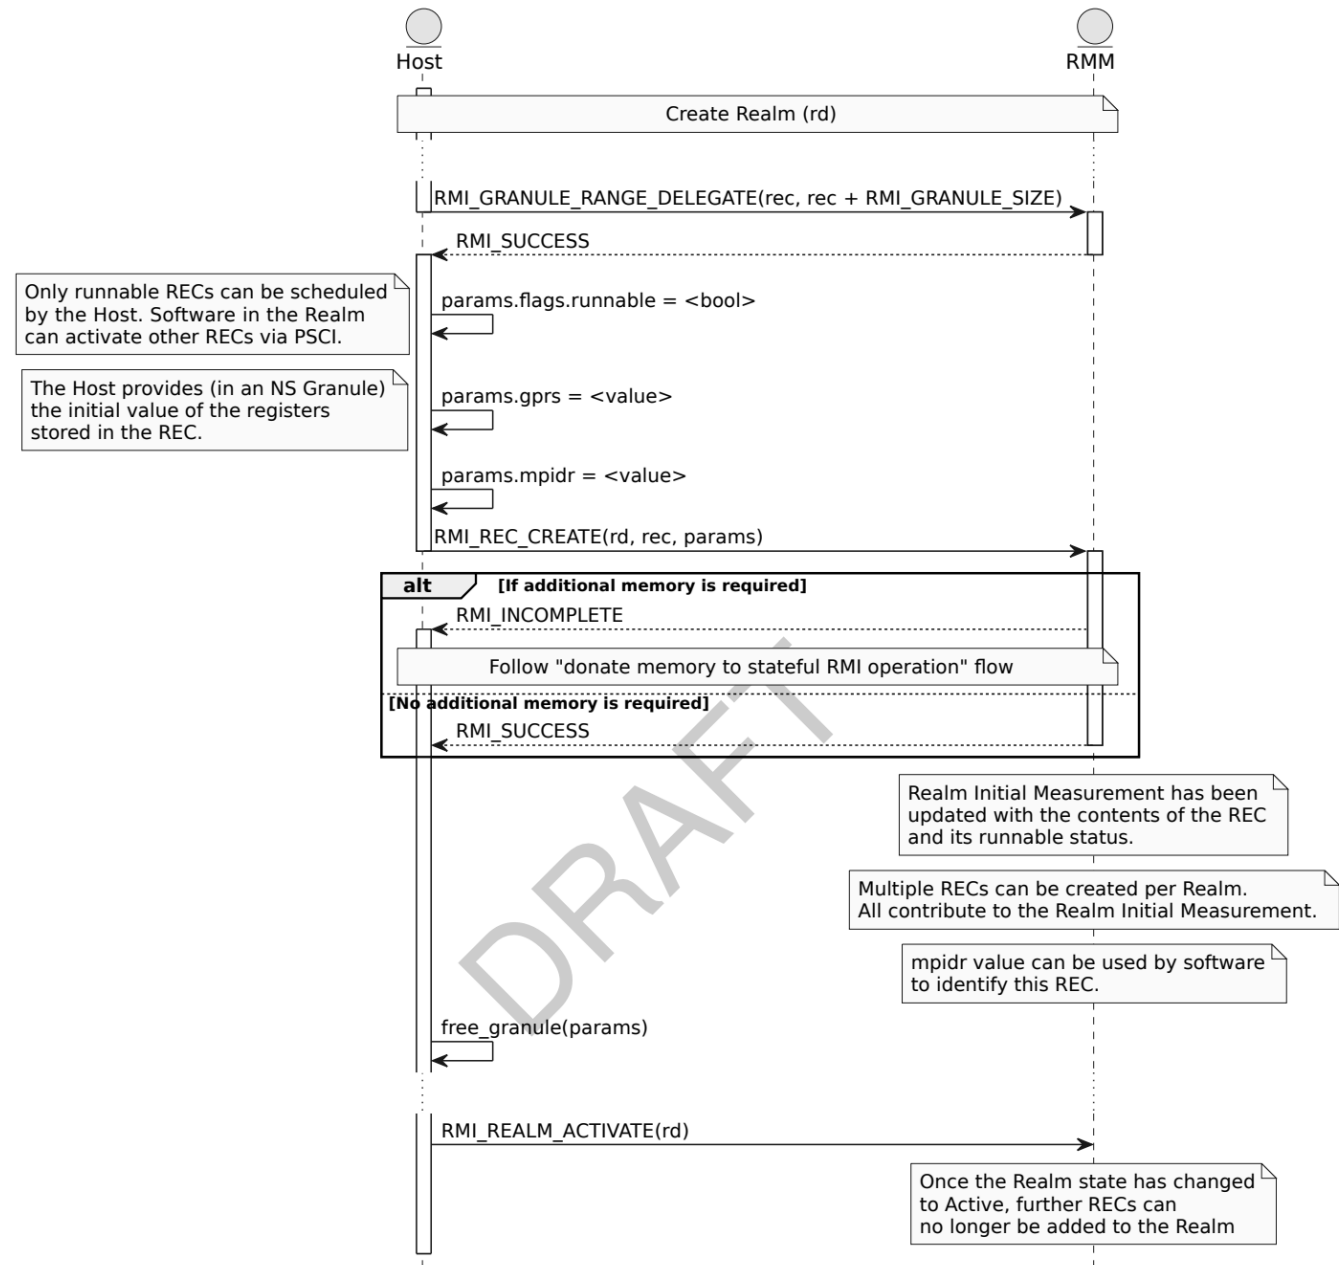 Host
RMM
Create Realm (rd)
RMI_GRANULE_RANGE_DELEGATE(rec, rec + RMI_GRANULE_SIZE)
RMI_SUCCESS
Only runnable RECs can be scheduled
by the Host. Software in the Realm
can activate other RECs via PSCI.
params.flags.runnable = <bool>
The Host provides (in an NS Granule)
the initial value of the registers
stored in the REC.
params.gprs = <value>
params.mpidr = <value>
RMI_REC_CREATE(rd, rec, params)
alt
[If additional memory is required]
RMI_INCOMPLETE
Follow "donate memory to stateful RMI operation" flow
[No additional memory is required]
RMI_SUCCESS
Realm Initial Measurement has been
updated with the contents of the REC
and its runnable status.
Multiple RECs can be created per Realm.
All contribute to the Realm Initial Measurement.
mpidr value can be used by software
to identify this REC.
DRAFT
free_granule(params)
RMI_REALM_ACTIVATE(rd)
Once the Realm state has changed
to Active, further RECs can
no longer be added to the Realm